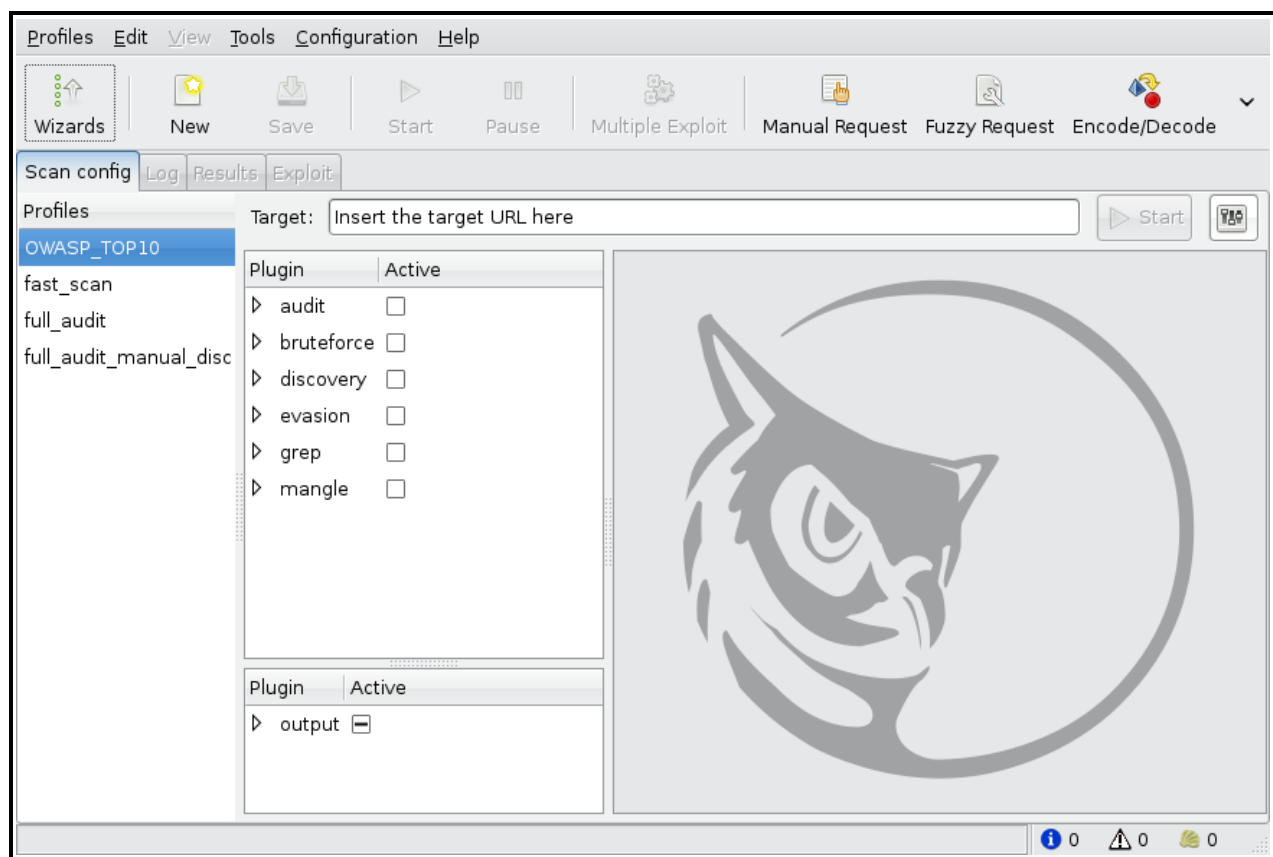 Profiles Edit View Tools Configuration Help
Wizards New Save Start Pause Multiple Exploit Manual Request Fuzzy Request Encode/Decode
Scan config Log Results Exploit
Profiles
OWASP_TOP10
fast_scan
full_audit
full_audit_manual_disc
Target: Insert the target URL here Start
Plugin Active
audit
bruteforce
discovery
evasion
grep
mangle
Plugin Active
output
0 0 0